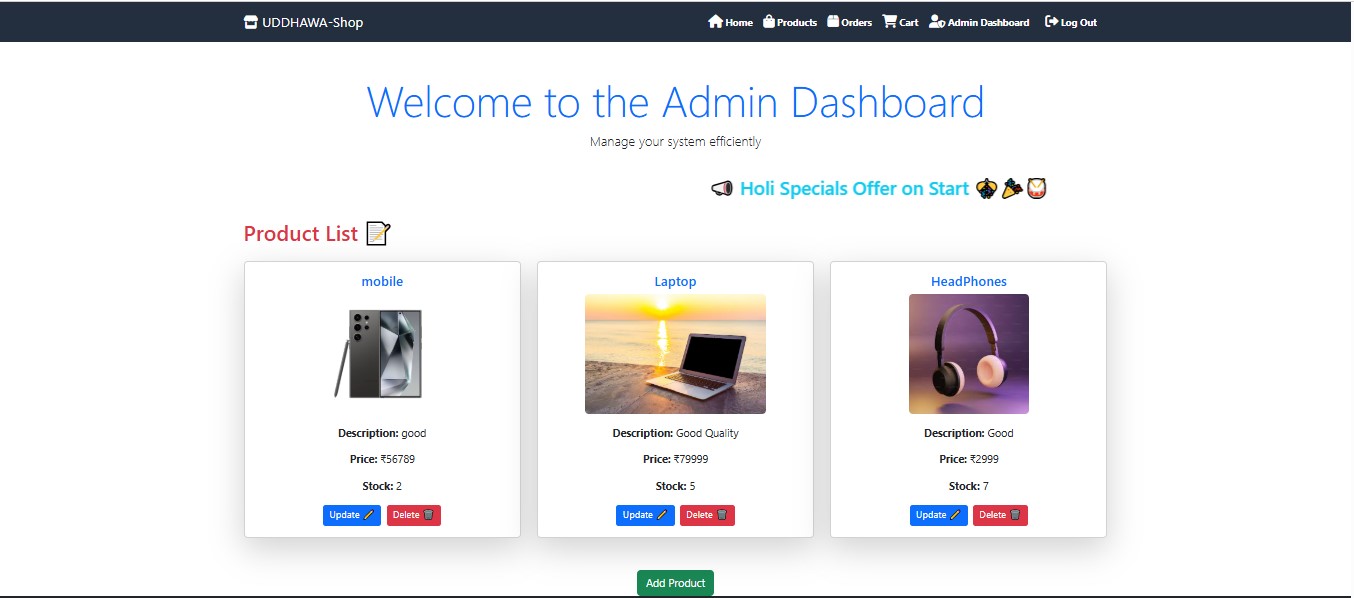 UDDHAWA-Shop Home Products Orders Cart Admin Dashboard Log Out
Welcome to the Admin Dashboard
Manage your system efficiently
Holi Specials Offer on Start
Product List
mobile
Description: good
Price: ₹56789
Stock: 2
Update Delete
Laptop
Description: Good Quality
Price: ₹79999
Stock: 5
Update Delete
HeadPhones
Description: Good
Price: ₹2999
Stock: 7
Update Delete
Add Product